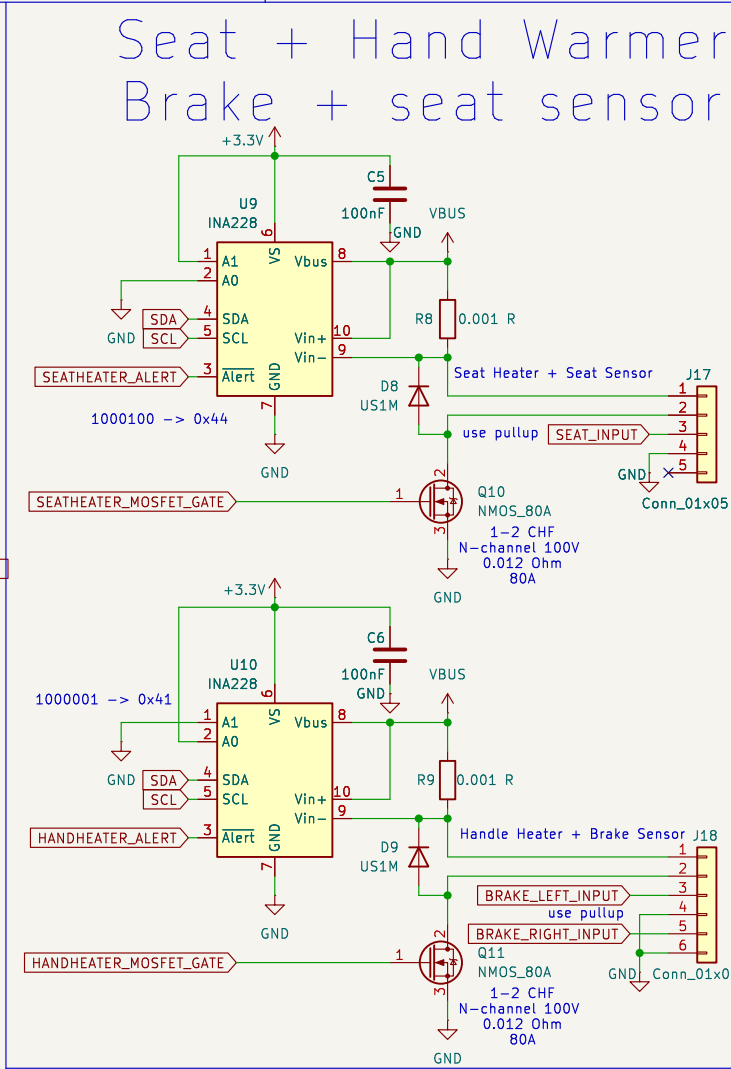 Seat + Hand Warmer
Brake + seat sensor
+3.3V
C5
100nF
GND
VBUS
U9
INA228
6
VS
1 A1
2 A0
4 SDA
5 SCL
3 Alert
GND
7
Vbus 8
Vin+ 10
Vin- 9
GND
SDA
SCL
SEATHEATER_ALERT
1000100 -> 0x44
GND
R8 0.001 R
D8
US1M
Seat Heater + Seat Sensor
J17
1
2
3
4
5
use pullup
SEAT_INPUT
GND
Conn_01x05
SEATHEATER_MOSFET_GATE
1
2
3
Q10
NMOS_80A
1-2 CHF
N-channel 100V
0.012 Ohm
80A
GND
+3.3V
C6
100nF
GND
VBUS
U10
INA228
1000001 -> 0x41
6
VS
1 A1
2 A0
4 SDA
5 SCL
3 Alert
GND
7
Vbus 8
Vin+ 10
Vin- 9
GND
SDA
SCL
HANDHEATER_ALERT
GND
R9 0.001 R
D9
US1M
Handle Heater + Brake Sensor
J18
1
2
3
4
5
6
BRAKE_LEFT_INPUT
use pullup
BRAKE_RIGHT_INPUT
GND
Conn_01x0
HANDHEATER_MOSFET_GATE
1
2
3
Q11
NMOS_80A
1-2 CHF
N-channel 100V
0.012 Ohm
80A
GND